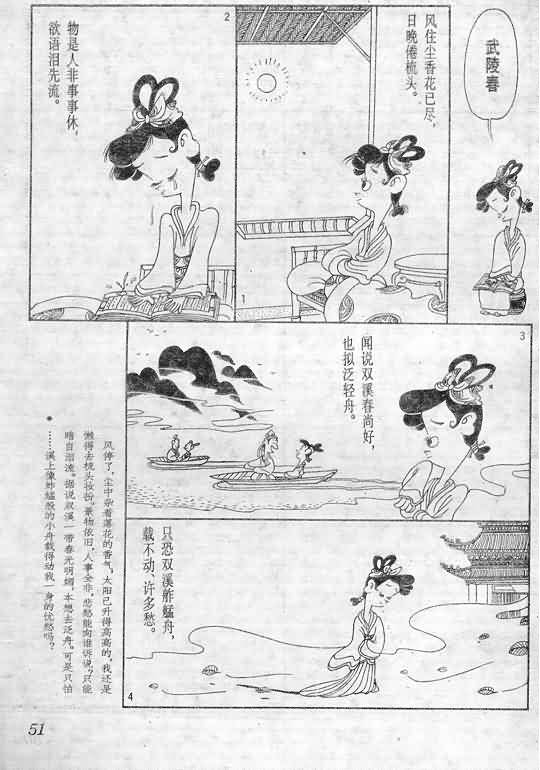 武陵春
风住尘香花已尽，
日晚倦梳头。
1
2
物是人非事事休，
欲语泪先流。
3
闻说双溪春尚好，
也拟泛轻舟。
只恐双溪舴艋舟，
载不动、许多愁。
4
风停了，尘中杂着落花的香气，太阳已升得高高的，我还是
懒得去梳头妆扮。景物依旧，人事全非，悲愁能向谁诉说？只能
暗自泪流。据说双溪一带春光明媚，本想去泛舟。可是只怕
……溪上像蚱蜢般的小舟载得动我一身的忧愁吗？
51